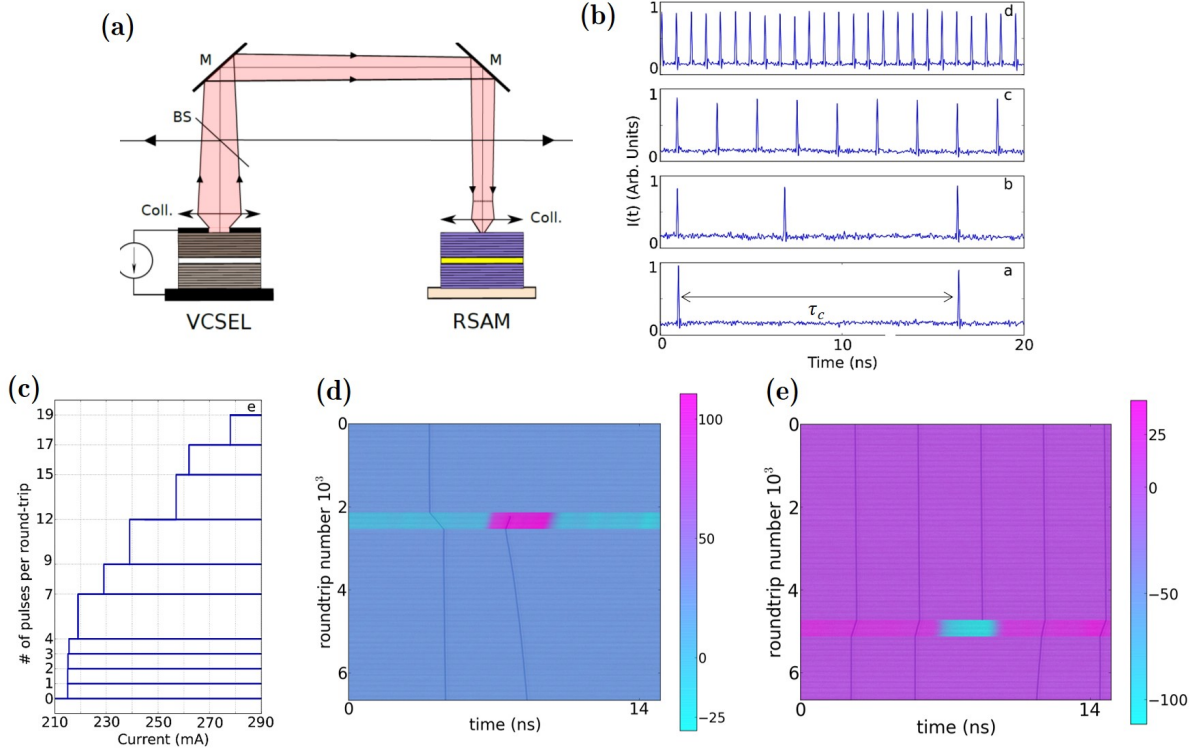 (a)
M
M
BS
Coll.
Coll.
VCSEL
RSAM
(b)
I(t) (Arb. Units)
1
0
d
1
0
c
1
0
b
1
0
a
τc
0
10
20
Time (ns)
(c)
e
# of pulses per round-trip
19
17
15
12
9
7
4
3
2
1
0
210
230
250
270
290
Current (mA)
(d)
roundtrip number 10³
0
2
4
6
0
14
time (ns)
100
50
0
−25
(e)
roundtrip number 10³
0
2
4
6
0
14
time (ns)
25
0
−50
−100